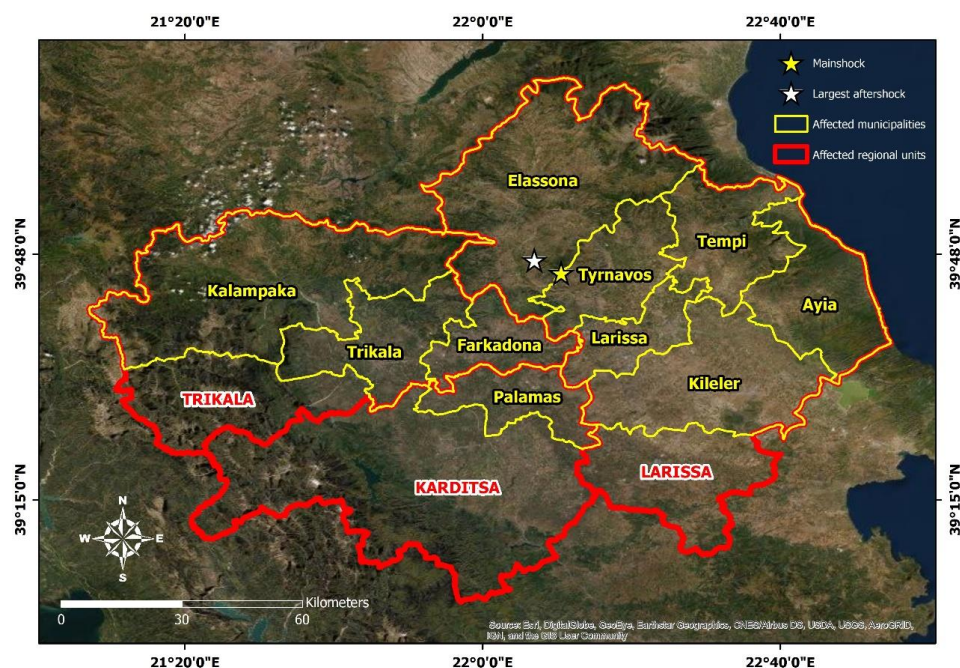 21°20'0"E
22°0'0"E
22°40'0"E
Mainshock
Largest aftershock
Affected municipalities
Affected regional units
39°48'0"N
39°48'0"N
Elassona
Tempi
Tyrnavos
Kalampaka
Ayia
Larissa
Farkadona
Trikala
Kileler
Palamas
TRIKALA
LARISSA
KARDITSA
39°15'0"N
39°15'0"N
N
W
E
S
Kilometers
0
30
60
Source: Esri, DigitalGlobe, GeoEye, Earthstar Geographics, CNES/Airbus DS, USDA, USGS, AeroGRID,
IGN, and the GIS User Community
21°20'0"E
22°0'0"E
22°40'0"E